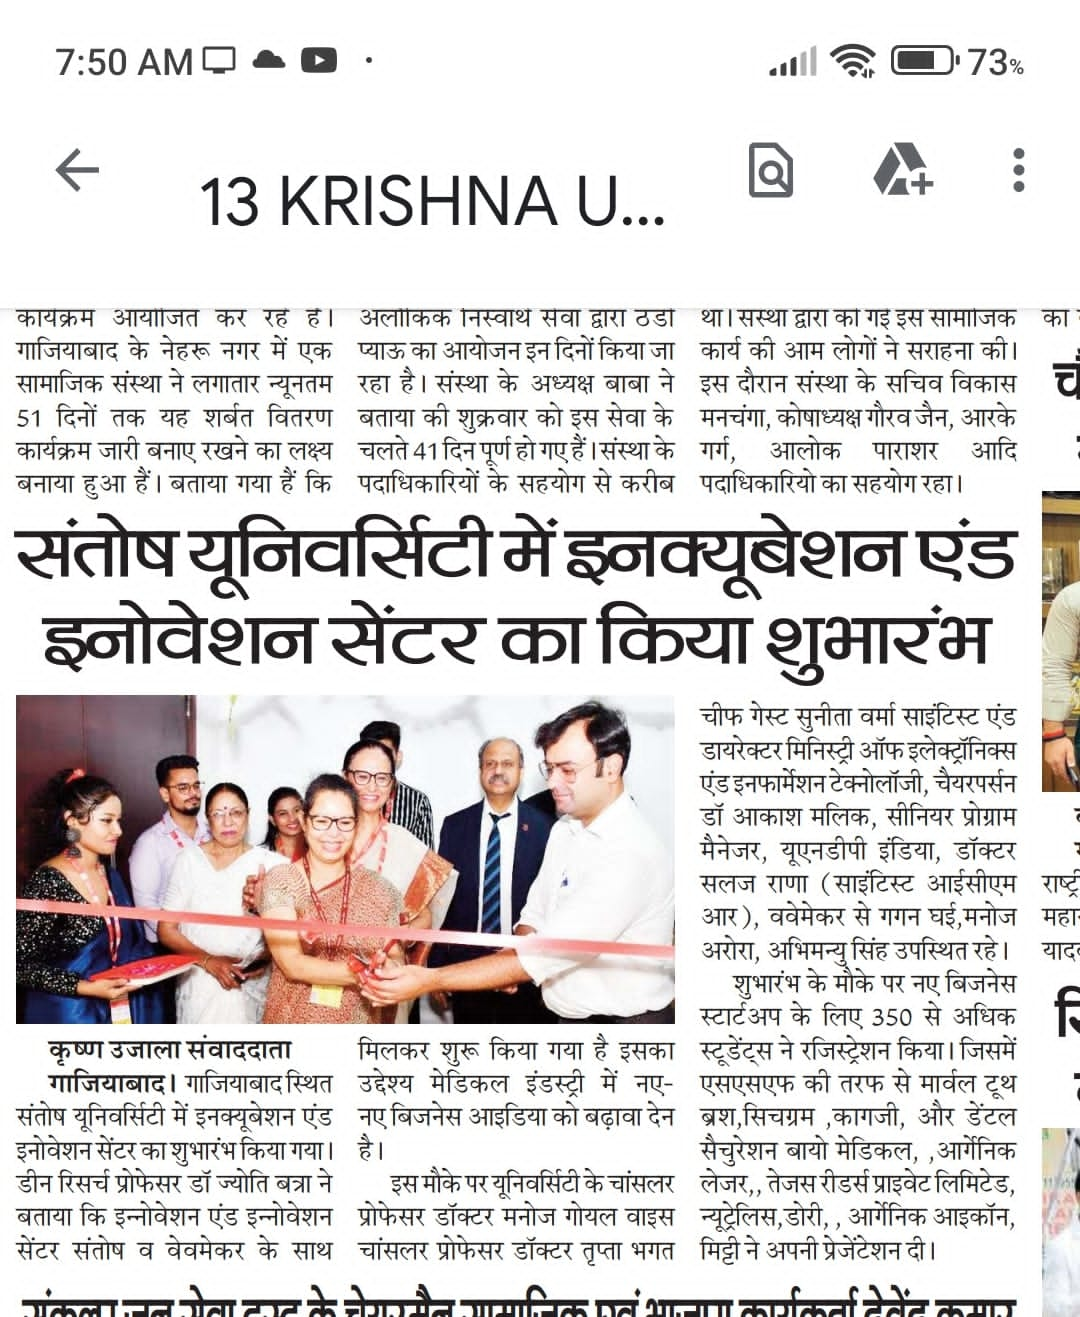 7:50 AM
73%
13 KRISHNA U...
कार्यक्रम आयोजित कर रहे हैं।
गाजियाबाद के नेहरू नगर में एक
सामाजिक संस्था ने लगातार न्यूनतम
51 दिनों तक यह शर्बत वितरण
कार्यक्रम जारी बनाए रखने का लक्ष्य
बनाया हुआ हैं। बताया गया हैं कि
अलौकिक निस्वार्थ सेवा द्वारा ठंडा
प्याऊ का आयोजन इन दिनों किया जा
रहा है। संस्था के अध्यक्ष बाबा ने
बताया की शुक्रवार को इस सेवा के
चलते 41 दिन पूर्ण हो गए हैं। संस्था के
पदाधिकारियों के सहयोग से करीब
था। संस्था द्वारा की गई इस सामाजिक
कार्य की आम लोगों ने सराहना की।
इस दौरान संस्था के सचिव विकास
मनचंगा, कोषाध्यक्ष गौरव जैन, आरके
गर्ग, आलोक पाराशर आदि
पदाधिकारियो का सहयोग रहा।
संतोष यूनिवर्सिटी में इनक्यूबेशन एंड
इनोवेशन सेंटर का किया शुभारंभ
कृष्ण उजाला संवाददाता
गाजियाबाद। गाजियाबाद स्थित
संतोष यूनिवर्सिटी में इनक्यूबेशन एंड
इनोवेशन सेंटर का शुभारंभ किया गया।
डीन रिसर्च प्रोफेसर डॉ ज्योति बत्रा ने
बताया कि इन्नोवेशन एंड इन्नोवेशन
सेंटर संतोष व वेवमेकर के साथ
मिलकर शुरू किया गया है इसका
उद्देश्य मेडिकल इंडस्ट्री में नए-
नए बिजनेस आइडिया को बढ़ावा देन
है।
इस मौके पर यूनिवर्सिटी के चांसलर
प्रोफेसर डॉक्टर मनोज गोयल वाइस
चांसलर प्रोफेसर डॉक्टर तृप्ता भगत
चीफ गेस्ट सुनीता वर्मा साइंटिस्ट एंड
डायरेक्टर मिनिस्ट्री ऑफ इलेक्ट्रॉनिक्स
एंड इनफार्मेशन टेक्नोलॉजी, चैयरपर्सन
डॉ आकाश मलिक, सीनियर प्रोग्राम
मैनेजर, यूएनडीपी इंडिया, डॉक्टर
सलज राणा (साइंटिस्ट आईसीएम
आर), ववेमेकर से गगन घई,मनोज
अरोरा, अभिमन्यु सिंह उपस्थित रहे।
शुभारंभ के मौके पर नए बिजनेस
स्टार्टअप के लिए 350 से अधिक
स्टूडेंट्स ने रजिस्ट्रेशन किया। जिसमें
एसएसएफ की तरफ से मार्वल टूथ
ब्रश,सिचग्रम ,कागजी, और डेंटल
सैचुरेशन बायो मेडिकल, ,आर्गेनिक
लेजर,, तेजस रीडर्स प्राइवेट लिमिटेड,
न्यूट्रेलिस,डोरी, , आर्गेनिक आइकॉन,
मिट्टी ने अपनी प्रेजेंटेशन दी।